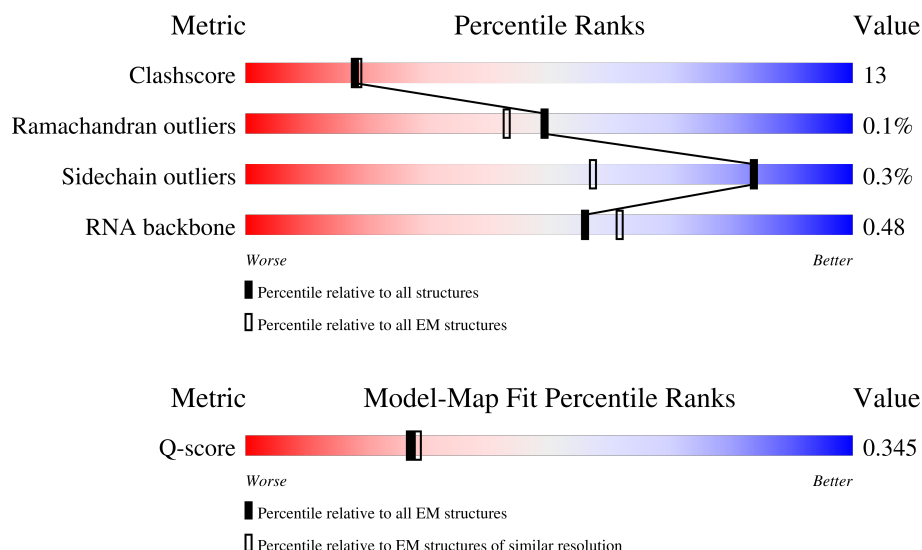 Metric Percentile Ranks Value
Clashscore 13
Ramachandran outliers 0.1%
Sidechain outliers 0.3%
RNA backbone 0.48
Worse Better
Percentile relative to all structures
Percentile relative to all EM structures
Metric Model-Map Fit Percentile Ranks Value
Q-score 0.345
Worse Better
Percentile relative to all EM structures
Percentile relative to EM structures of similar resolution